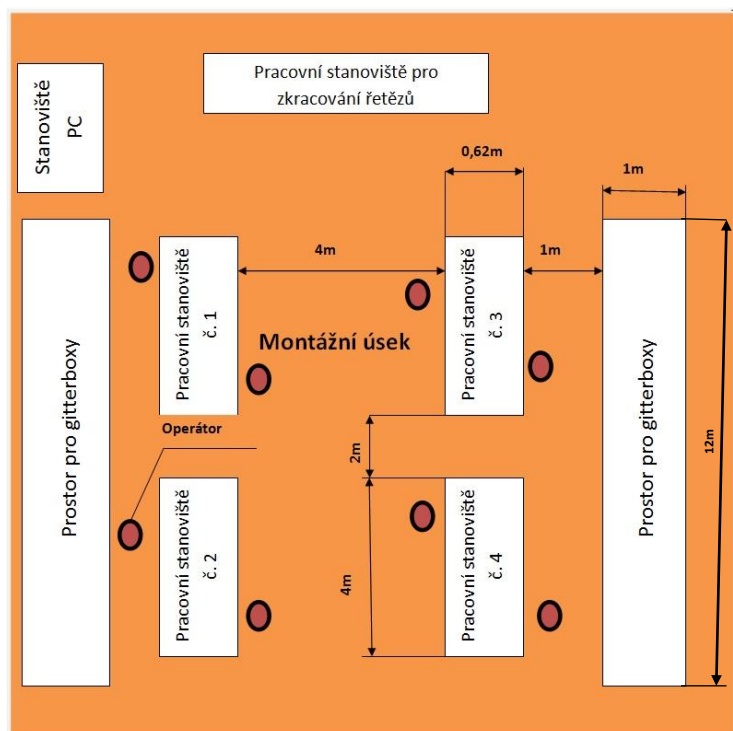 Pracovní stanoviště pro
zkracování řetězů
Stanoviště
PC
0,62m
1m
Prostor pro gitterboxy
Pracovní stanoviště
č. 1
4m
Pracovní stanoviště
č. 3
1m
Prostor pro gitterboxy
12m
Montážní úsek
Operátor
2m
Pracovní stanoviště
č. 2
4m
Pracovní stanoviště
č. 4